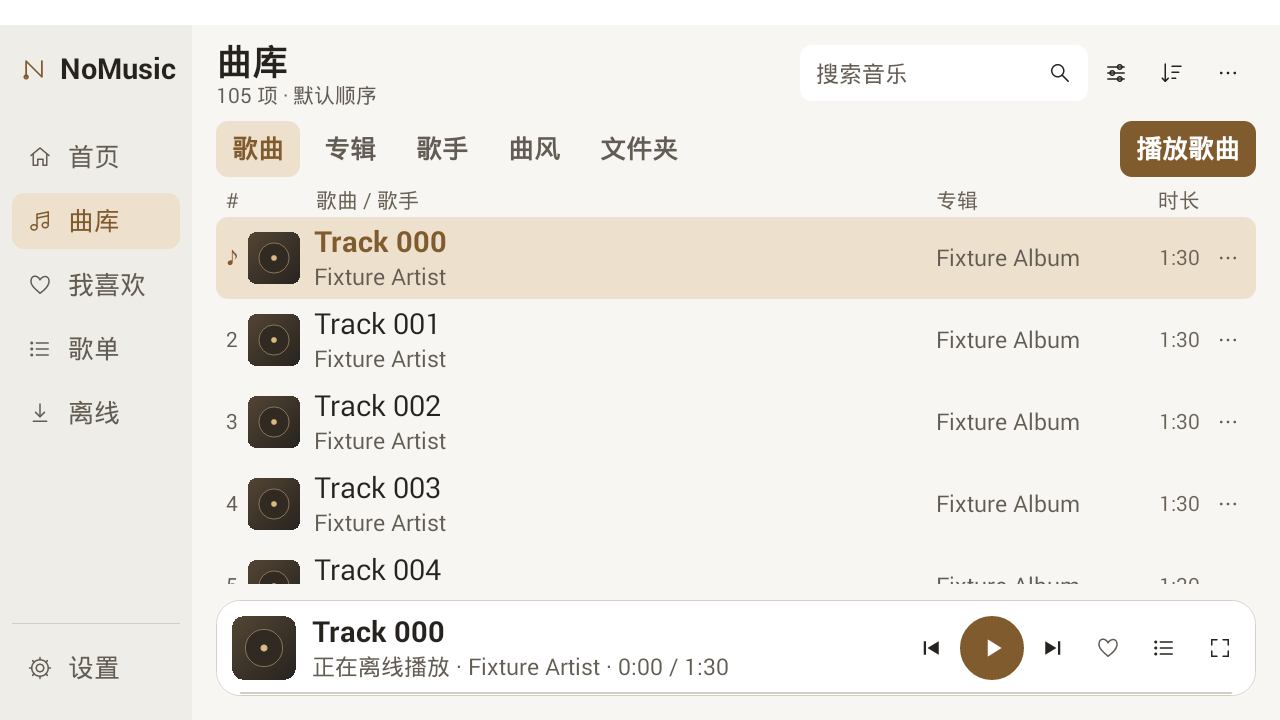 NoMusic
首页
曲库
我喜欢
歌单
离线
设置
曲库
105 项 · 默认顺序
搜索音乐
歌曲 专辑 歌手 曲风 文件夹 播放歌曲
# 歌曲 / 歌手 专辑 时长
Track 000
Fixture Artist
Fixture Album 1:30
2 Track 001
Fixture Artist
Fixture Album 1:30
3 Track 002
Fixture Artist
Fixture Album 1:30
4 Track 003
Fixture Artist
Fixture Album 1:30
5 Track 004
Fixture Album 1:30
Track 000
正在离线播放 · Fixture Artist · 0:00 / 1:30